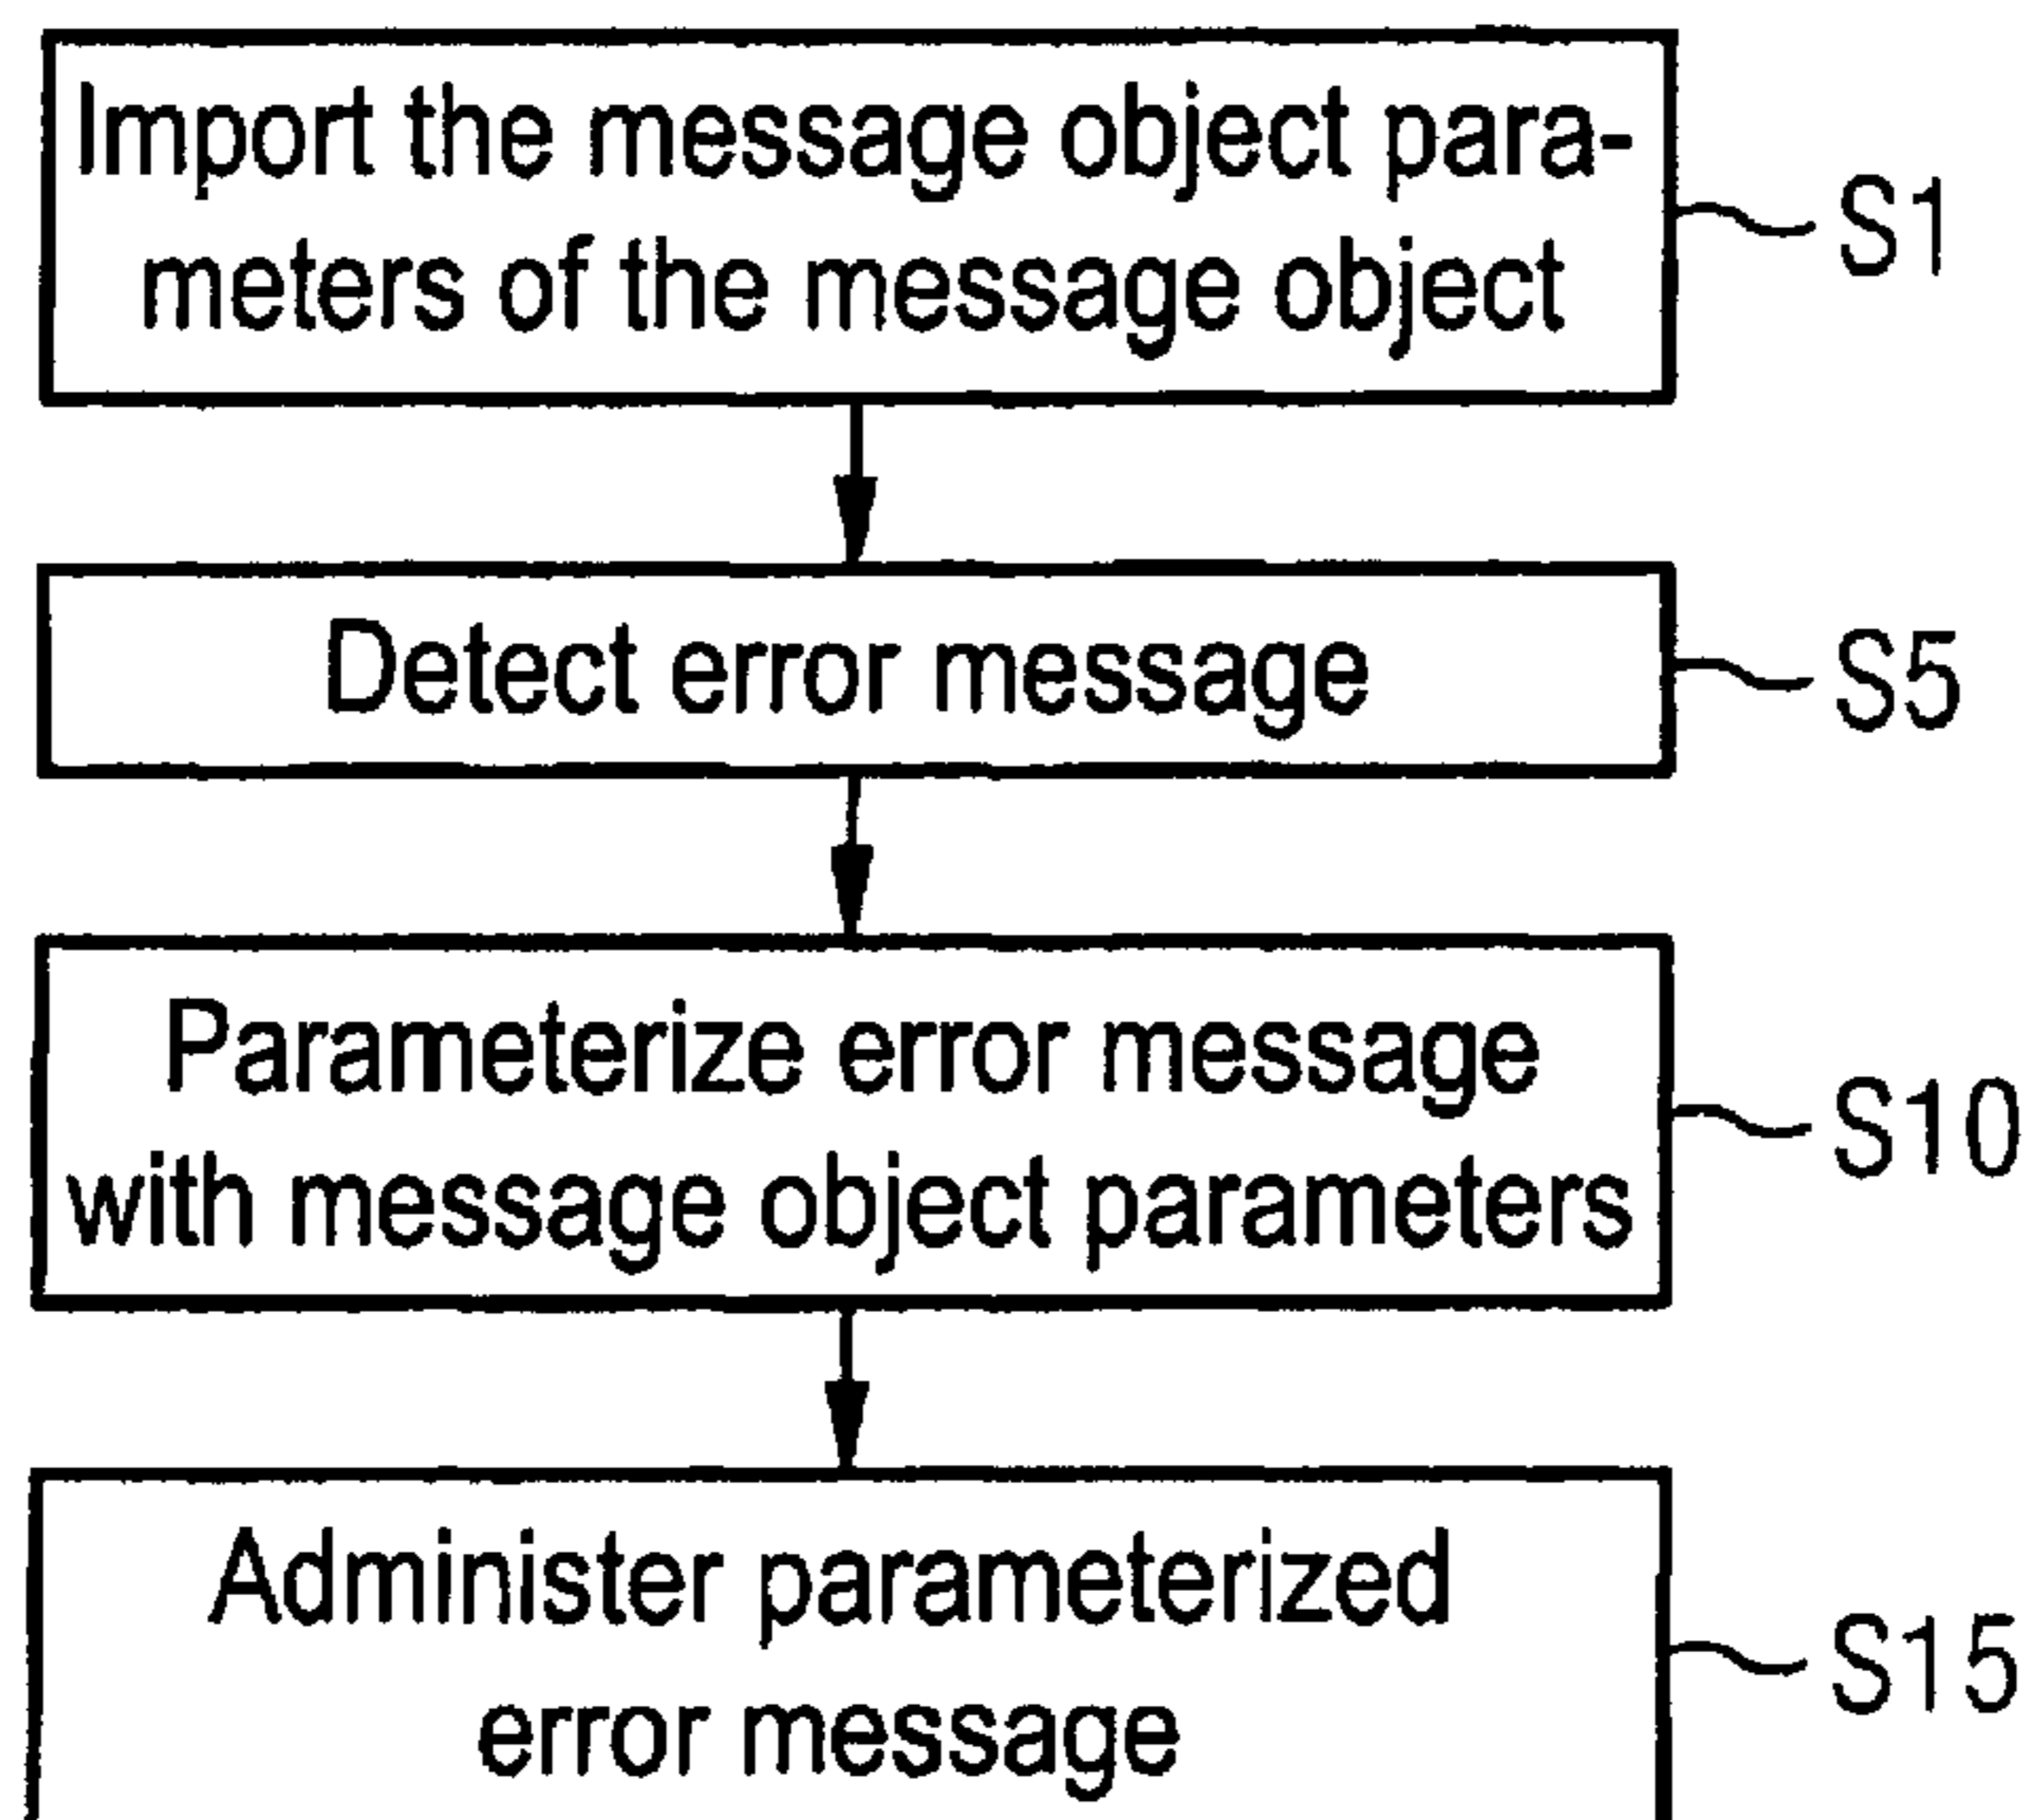 Import the message object para-
meters of the message object
S1
Detect error message
S5
Parameterize error message
with message object parameters
S10
Administer parameterized
error message
S15